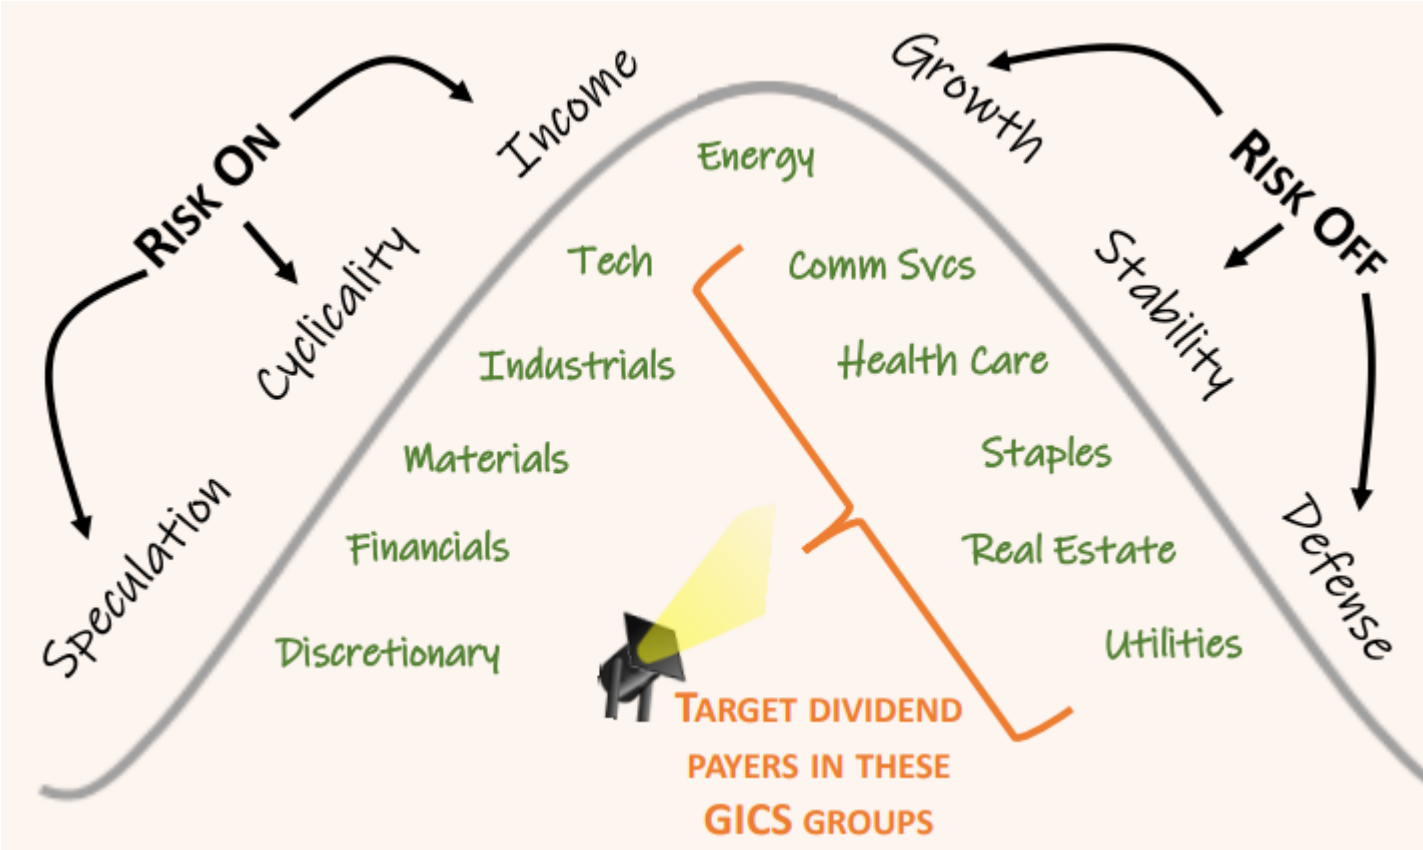 Income
Growth
RISK ON
RISK OFF
Energy
Cyclicality
Tech
Comm Svcs
Stability
Industrials
Health Care
Materials
Staples
Speculation
Financials
Real Estate
Defense
Discretionary
Utilities
TARGET DIVIDEND
PAYERS IN THESE
GICS GROUPS